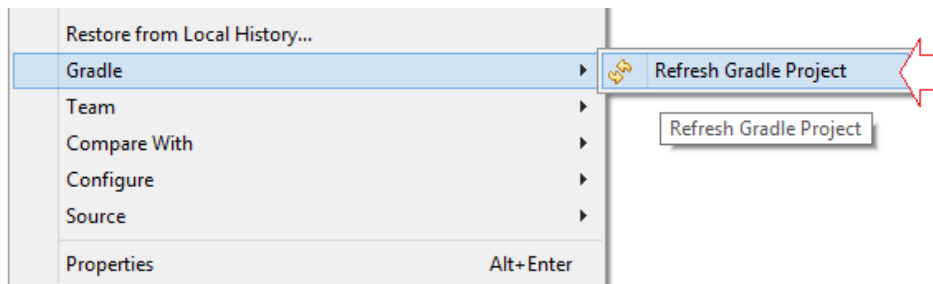 Restore from Local History...
Gradle
Refresh Gradle Project
Team
Refresh Gradle Project
Compare With
Configure
Source
Properties Alt+Enter